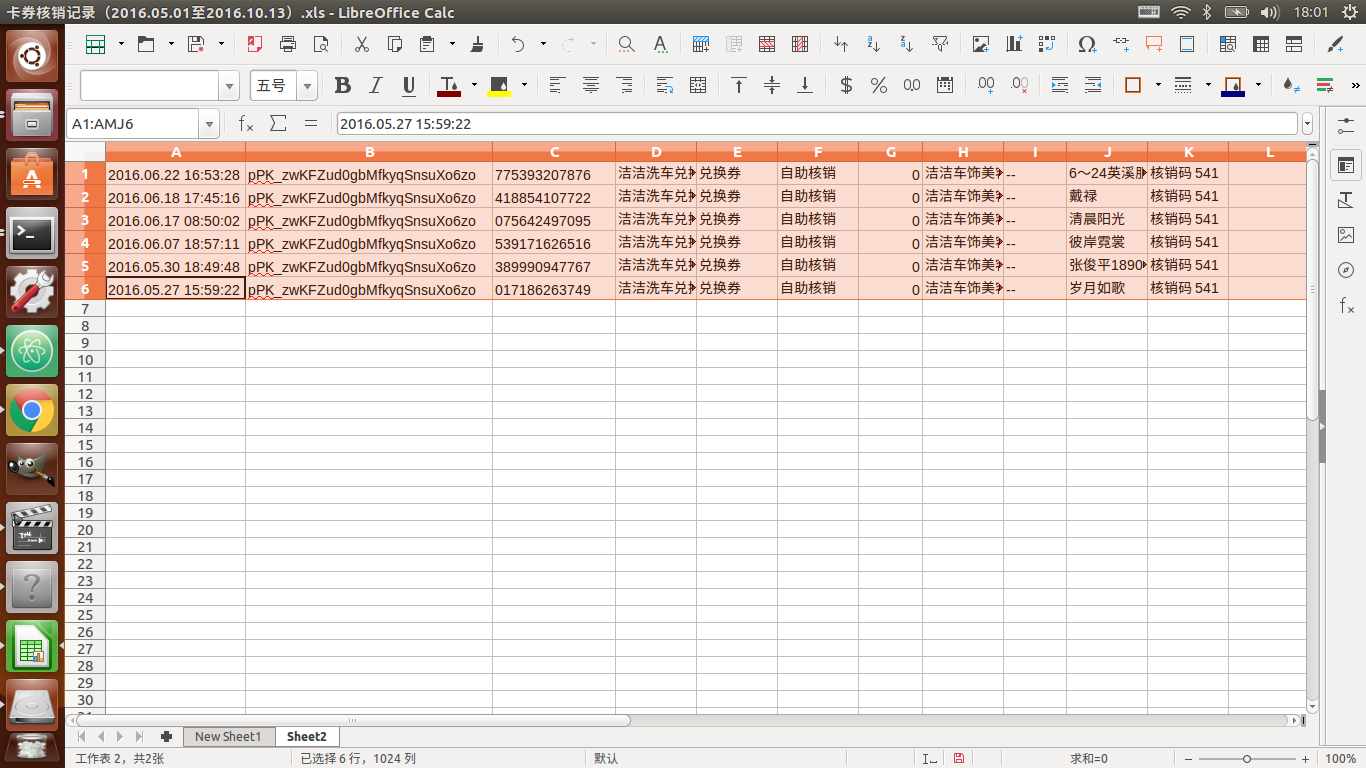 卡券核销记录（2016.05.01至2016.10.13）.xls - LibreOffice Calc
18:01
五号
A1:AMJ6
2016.05.27 15:59:22
A B C D E F G H I J K L
1 2016.06.22 16:53:28 pPK_zwKFZud0gbMfkyqSnsuXo6zo 775393207876 洁洁洗车兑 兑换券 自助核销 0 洁洁车饰美 -- 6～24英溪 核销码 541
2 2016.06.18 17:45:16 pPK_zwKFZud0gbMfkyqSnsuXo6zo 418854107722 洁洁洗车兑 兑换券 自助核销 0 洁洁车饰美 -- 戴禄 核销码 541
3 2016.06.17 08:50:02 pPK_zwKFZud0gbMfkyqSnsuXo6zo 075642497095 洁洁洗车兑 兑换券 自助核销 0 洁洁车饰美 -- 清晨阳光 核销码 541
4 2016.06.07 18:57:11 pPK_zwKFZud0gbMfkyqSnsuXo6zo 539171626516 洁洁洗车兑 兑换券 自助核销 0 洁洁车饰美 -- 彼岸霓裳 核销码 541
5 2016.05.30 18:49:48 pPK_zwKFZud0gbMfkyqSnsuXo6zo 389990947767 洁洁洗车兑 兑换券 自助核销 0 洁洁车饰美 -- 张俊平1890 核销码 541
6 2016.05.27 15:59:22 pPK_zwKFZud0gbMfkyqSnsuXo6zo 017186263749 洁洁洗车兑 兑换券 自助核销 0 洁洁车饰美 -- 岁月如歌 核销码 541
7
8
9
10
11
12
13
14
15
16
17
18
19
20
21
22
23
24
25
26
27
28
29
30
New Sheet1 Sheet2
工作表 2，共2张 已选择 6 行，1024 列 默认 求和=0 100%